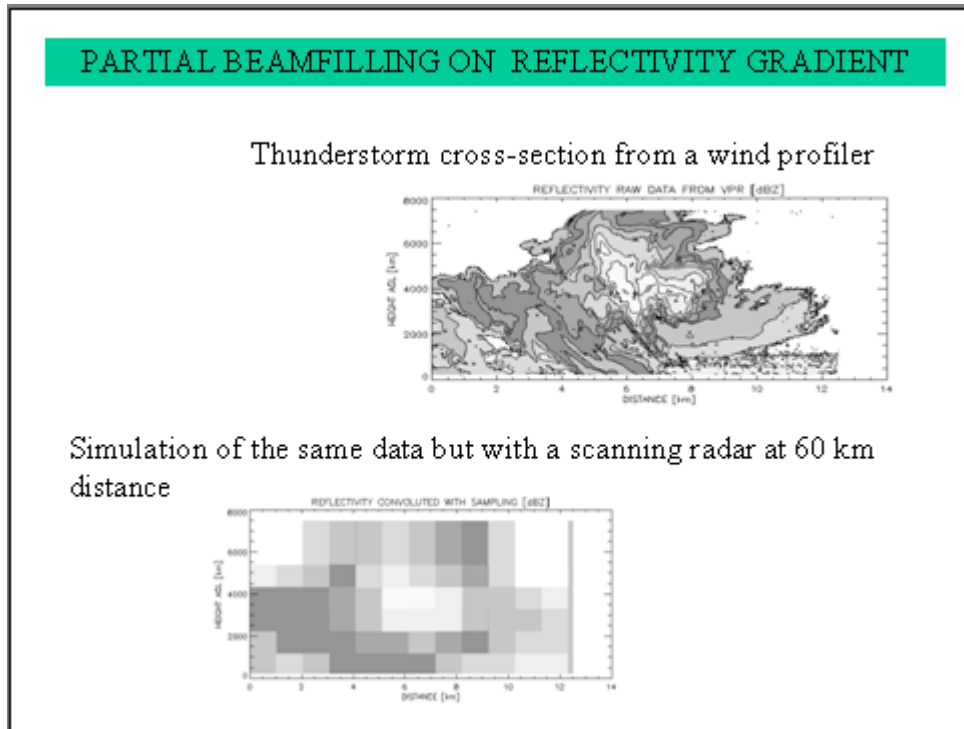 PARTIAL BEAMFILLING ON REFLECTIVITY GRADIENT
Thunderstorm cross-section from a wind profiler
REFLECTIVITY RAW DATA FROM VPR [dBZ]
8000
6000
4000
2000
0
HEIGHT AGL [km]
0 2 4 6 8 10 12 14
DISTANCE [km]
Simulation of the same data but with a scanning radar at 60 km
distance
REFLECTIVITY CONVOLUTED WITH SAMPLING [dBZ]
8000
6000
4000
2000
0
HEIGHT AGL [km]
0 2 4 6 8 10 12 14
DISTANCE [km]